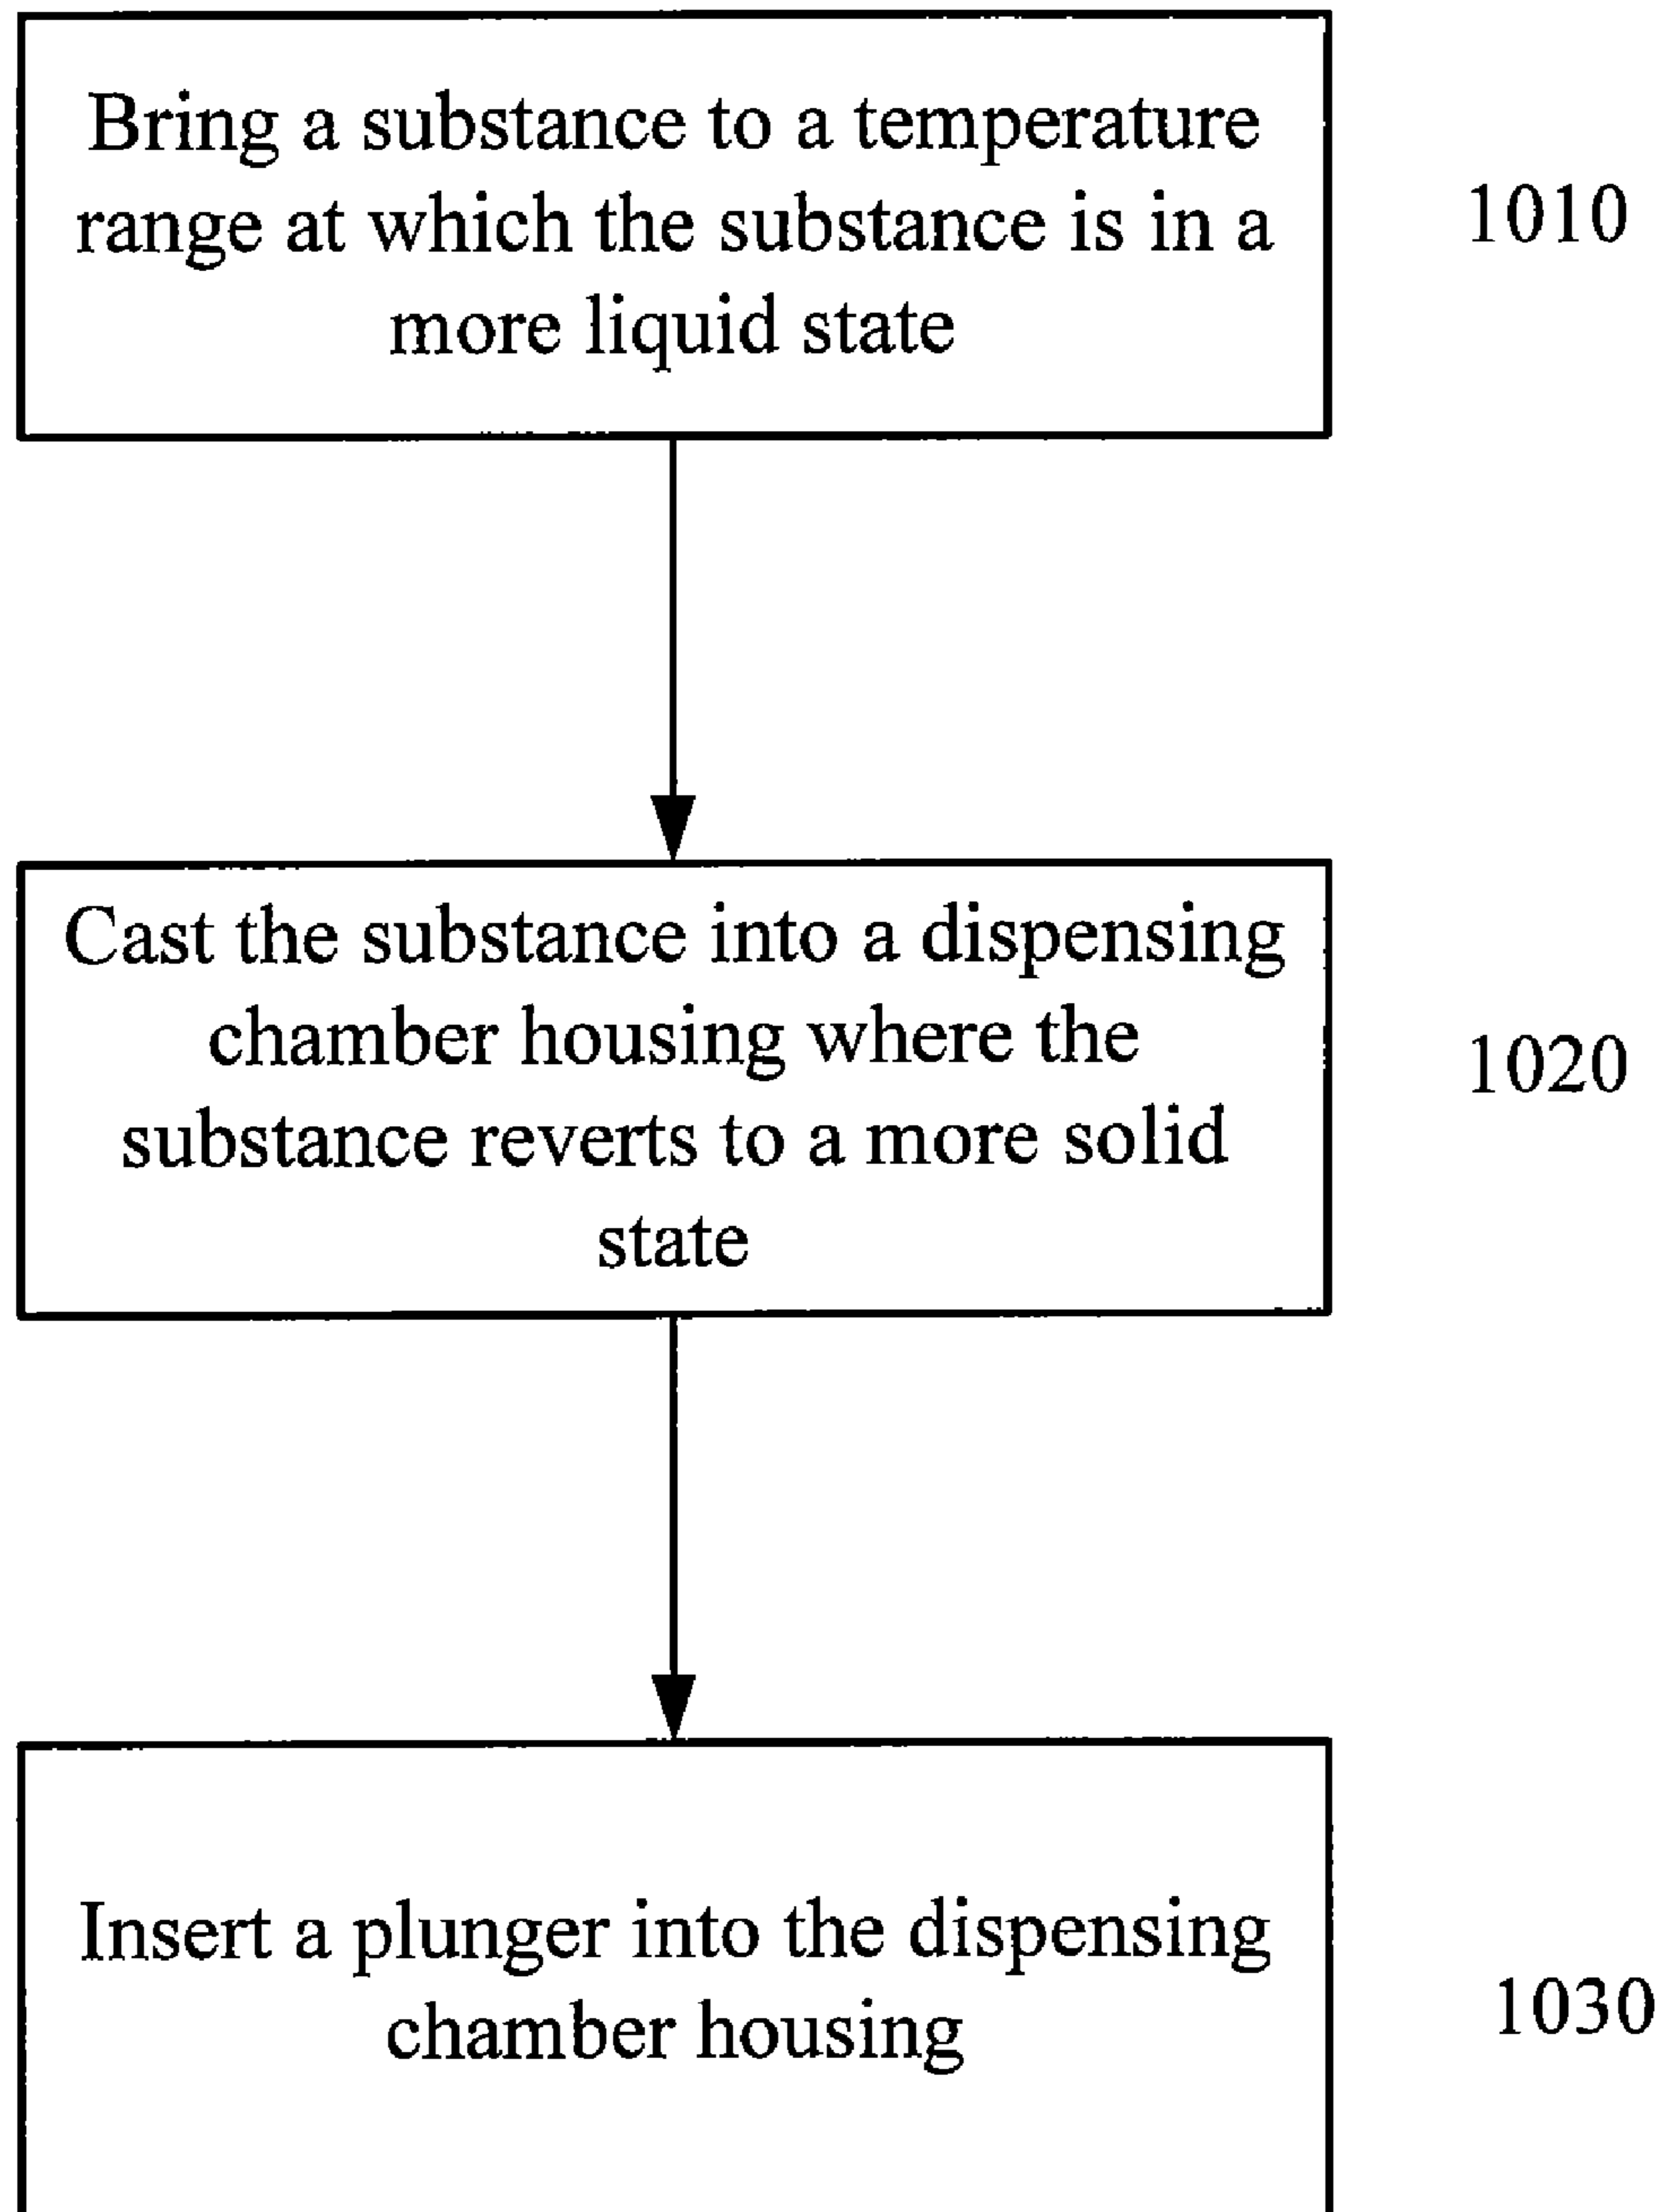 Bring a substance to a temperature
range at which the substance is in a
more liquid state
1010
Cast the substance into a dispensing
chamber housing where the
substance reverts to a more solid
state
1020
Insert a plunger into the dispensing
chamber housing
1030